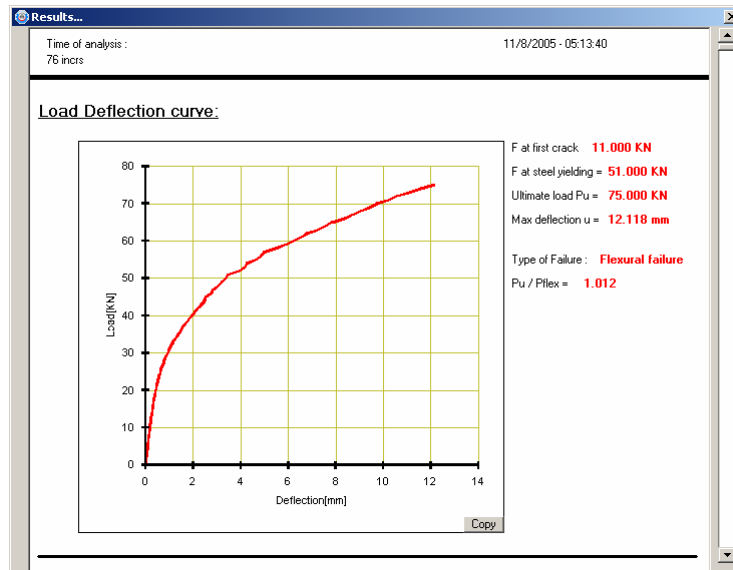 Results...
Time of analysis :
11/8/2005 - 05:13:40
76 incrs
Load Deflection curve:
F at first crack 11.000 KN
F at steel yielding = 51.000 KN
Ultimate load Pu = 75.000 KN
Max deflection u = 12.118 mm
Type of Failure : Flexural failure
Pu / Pflex = 1.012
80
70
60
50
40
30
20
10
0
Load[KN]
0 2 4 6 8 10 12 14
Deflection[mm]
Copy